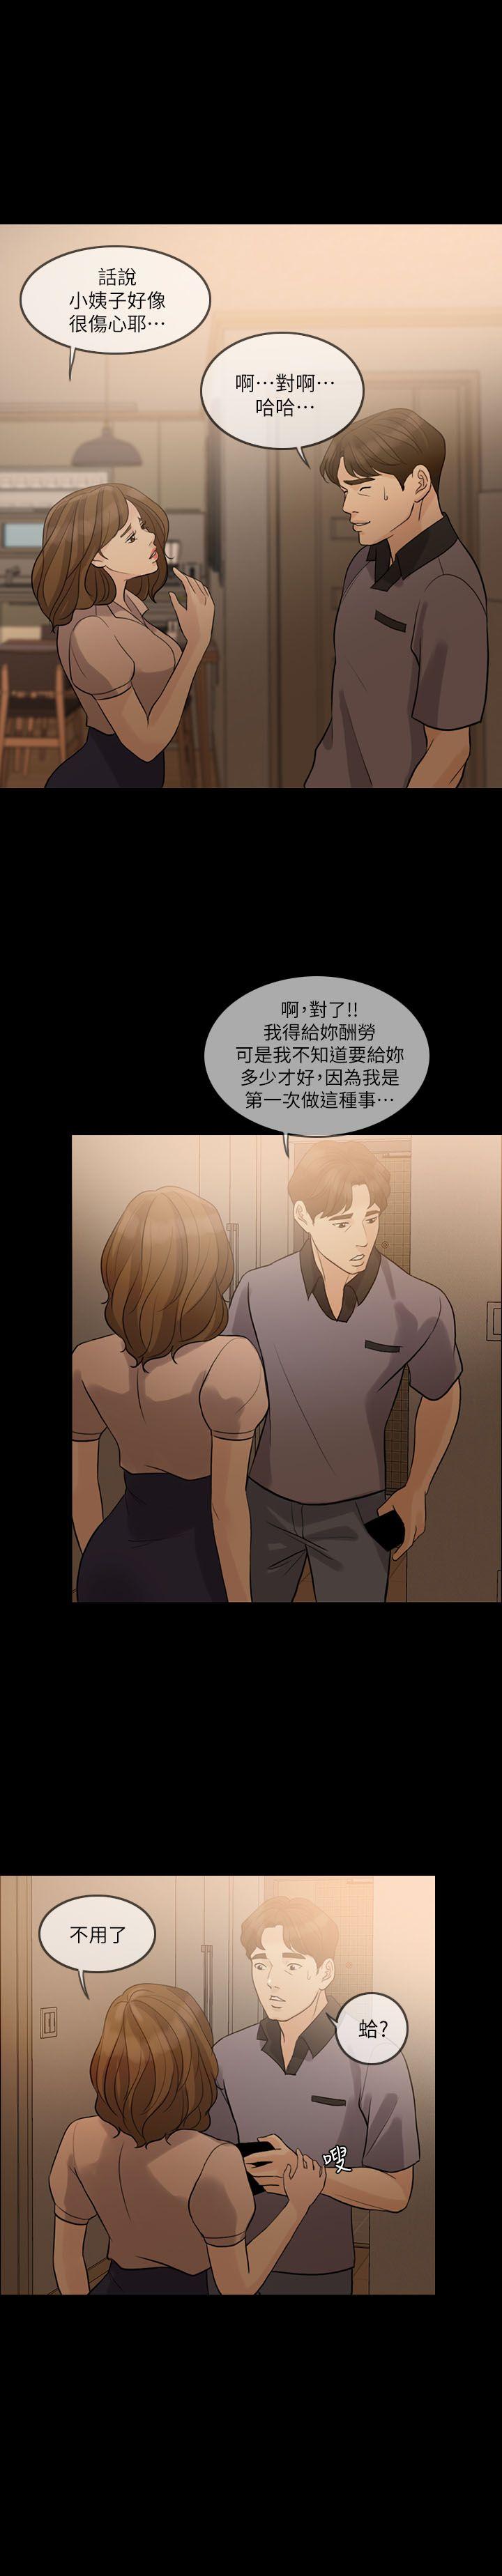 話說
小姨子好像
很傷心耶…
啊…對啊…
哈哈…
啊，對了!!
我得給妳酬勞
可是我不知道要給妳
多少才好，因為我是
第一次做這種事…
不用了
蛤?
嗖